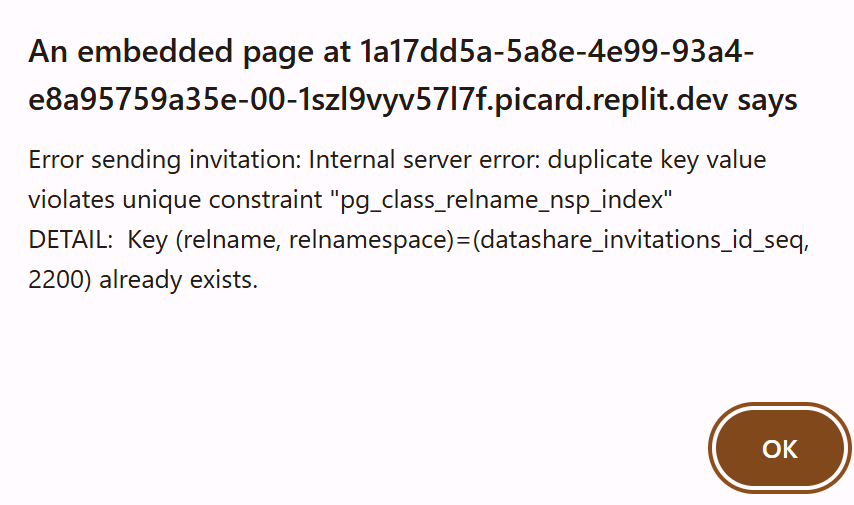 An embedded page at 1a17dd5a-5a8e-4e99-93a4-
e8a95759a35e-00-1szl9vyv57l7f.picard.replit.dev says
Error sending invitation: Internal server error: duplicate key value
violates unique constraint "pg_class_relname_nsp_index"
DETAIL:  Key (relname, relnamespace)=(datashare_invitations_id_seq,
2200) already exists.
OK